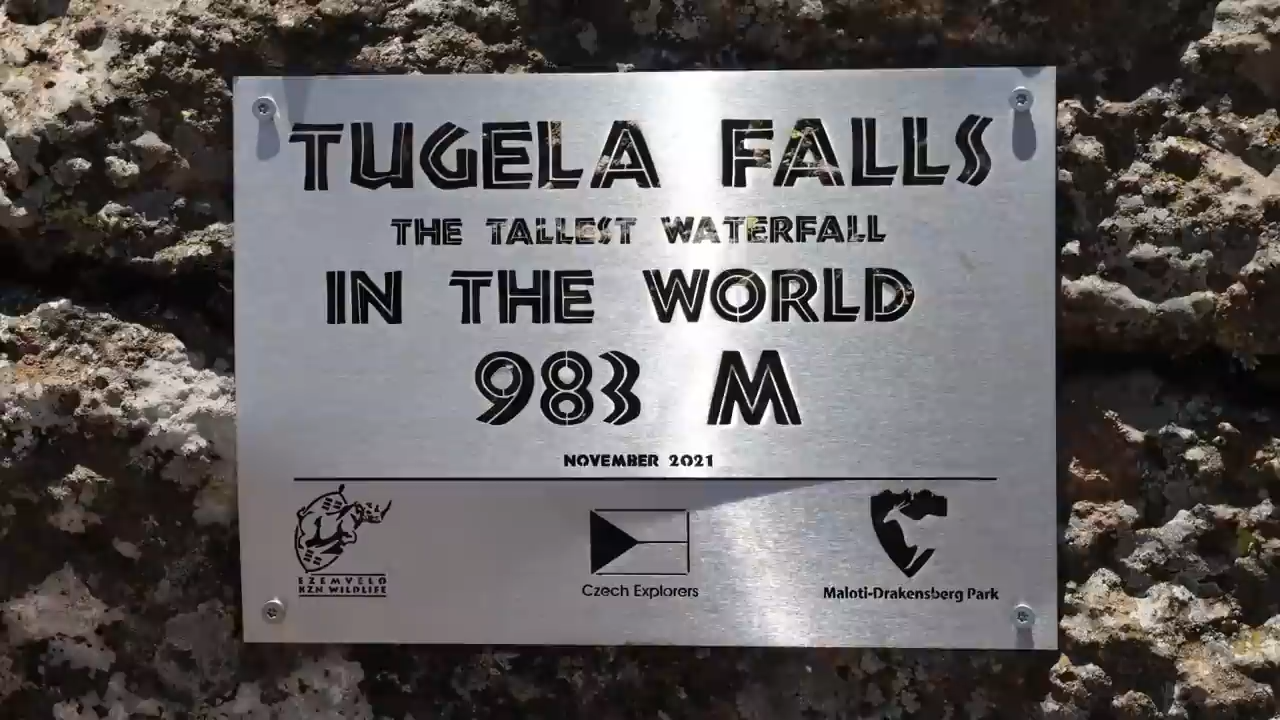 TUGELA FALLS
THE TALLEST WATERFALL
IN THE WORLD
983 M
NOVEMBER 2021
EZEMVELO
KZN WILDLIFE
Czech Explorers
Maloti-Drakensberg Park